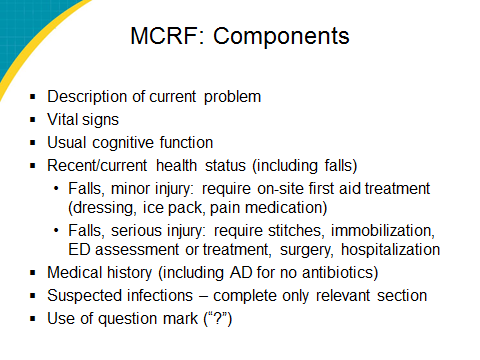 MCRF: Components
▪ Description of current problem
▪ Vital signs
▪ Usual cognitive function
▪ Recent/current health status (including falls)
• Falls, minor injury: require on-site first aid treatment
(dressing, ice pack, pain medication)
• Falls, serious injury: require stitches, immobilization,
ED assessment or treatment, surgery, hospitalization
▪ Medical history (including AD for no antibiotics)
▪ Suspected infections – complete only relevant section
▪ Use of question mark (“?”)